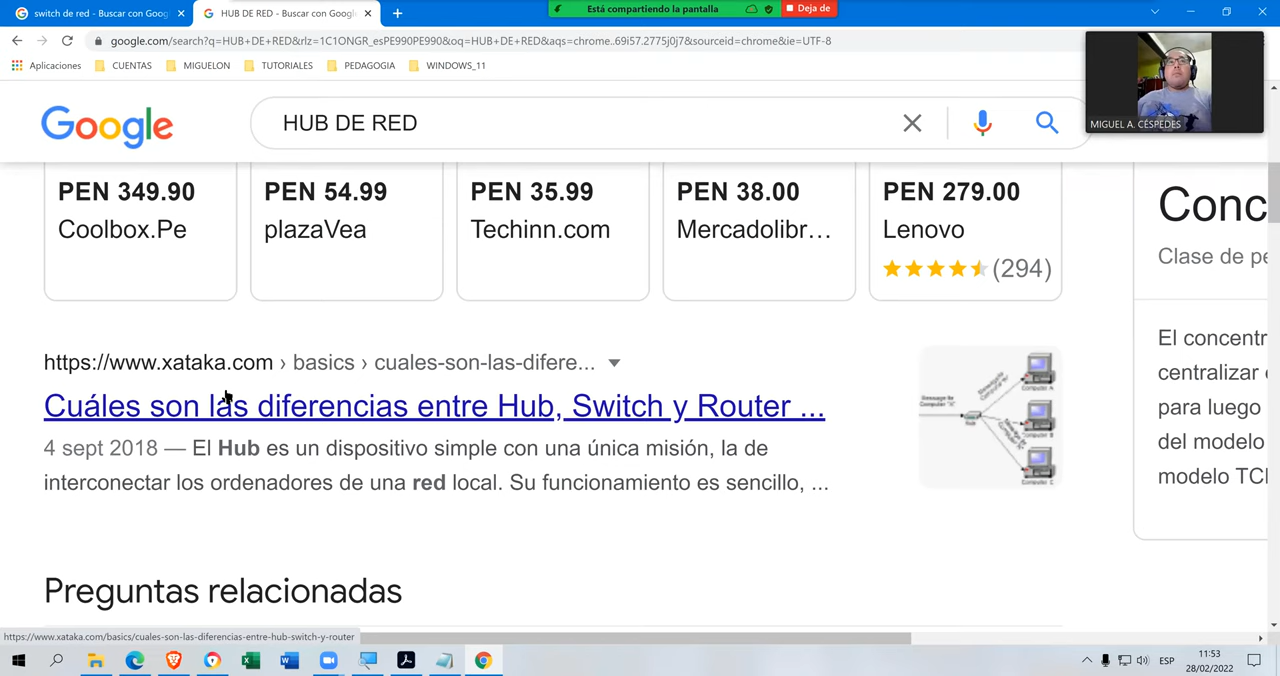 switch de red - Buscar con Goog
HUB DE RED - Buscar con Googl
Está compartiendo la pantalla
Deja de
google.com/search?q=HUB+DE+RED&rlz=1C1ONGR_esPE990PE990&oq=HUB+DE+RED&aqs=chrome..69i57.2775j0j7&sourceid=chrome&ie=UTF-8
Aplicaciones
CUENTAS
MIGUELON
TUTORIALES
PEDAGOGIA
WINDOWS_11
MIGUEL A. CÉSPEDES
Google
HUB DE RED
PEN 349.90
Coolbox.Pe
PEN 54.99
plazaVea
PEN 35.99
Techinn.com
PEN 38.00
Mercadolibr...
PEN 279.00
Lenovo
(294)
Conc
Clase de pe
El concentr
centralizar e
para luego
del modelo
modelo TCI
https://www.xataka.com › basics › cuales-son-las-difere...
Cuáles son las diferencias entre Hub, Switch y Router ...
4 sept 2018 — El Hub es un dispositivo simple con una única misión, la de
interconectar los ordenadores de una red local. Su funcionamiento es sencillo, ...
Preguntas relacionadas
https://www.xataka.com/basics/cuales-son-las-diferencias-entre-hub-switch-y-router
ESP
11:53
28/02/2022